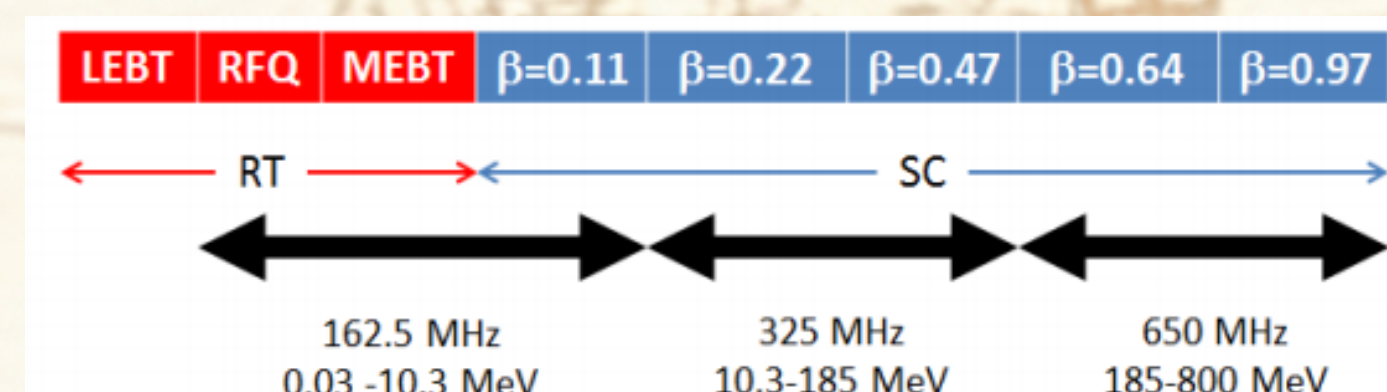 LEBT RFQ MEBT β=0.11 β=0.22 β=0.47 β=0.64 β=0.97
RT SC
162.5 MHz 325 MHz 650 MHz
0.03 -10.3 MeV 10.3-185 MeV 185-800 MeV